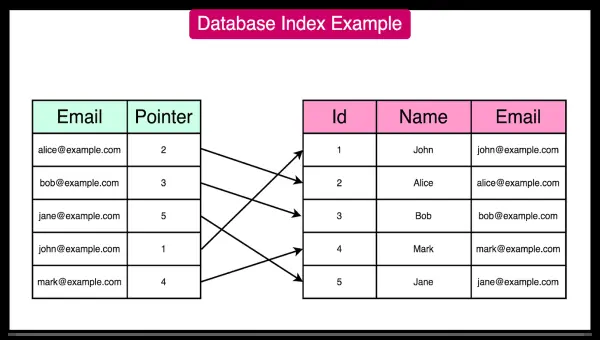 Database Index Example
Email Pointer
alice@example.com 2
bob@example.com 3
jane@example.com 5
john@example.com 1
mark@example.com 4
Id Name Email
1 John john@example.com
2 Alice alice@example.com
3 Bob bob@example.com
4 Mark mark@example.com
5 Jane jane@example.com